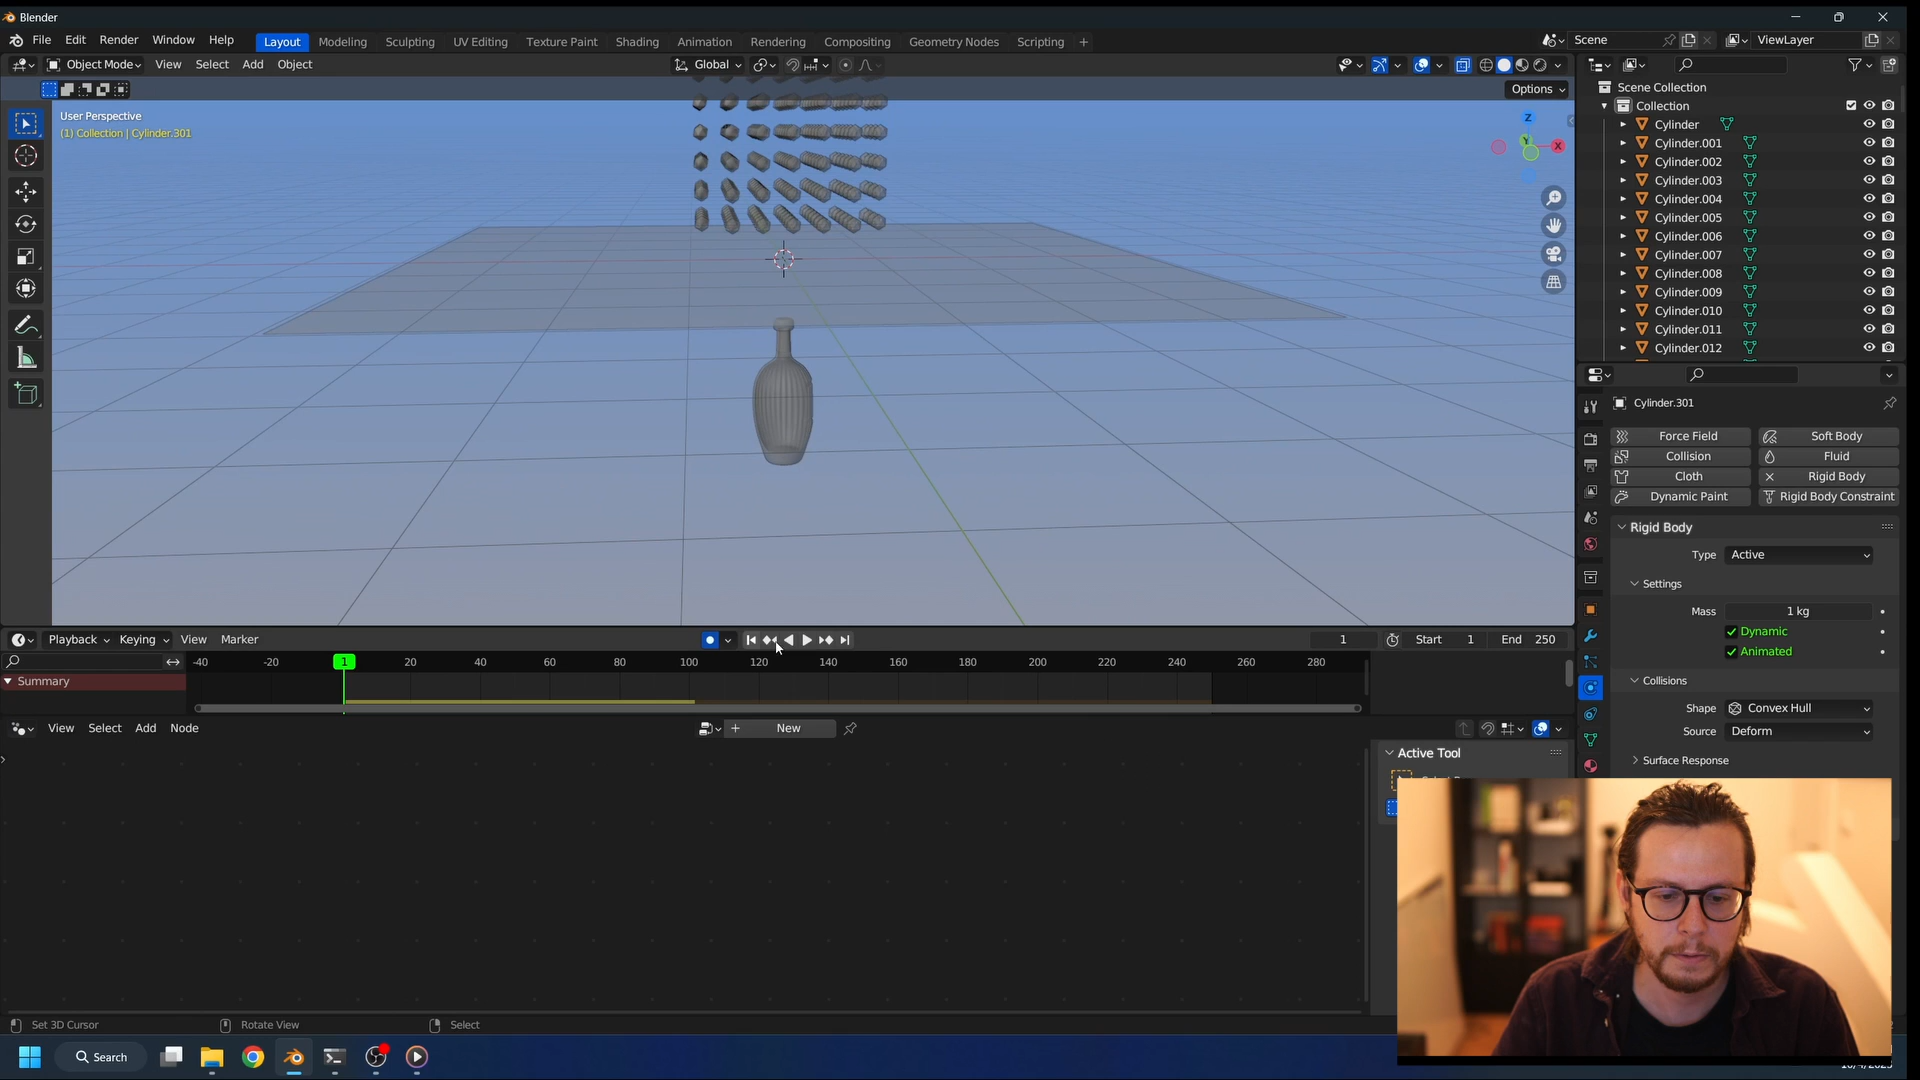 Blender
File Edit Render Window Help
Layout Modeling Sculpting UV Editing Texture Paint Shading Animation Rendering Compositing Geometry Nodes Scripting +
Scene
ViewLayer
Object Mode View Select Add Object
Global
Options
User Perspective
(1) Collection | Cylinder.301
Z
Y
X
Scene Collection
Collection
Cylinder
Cylinder.001
Cylinder.002
Cylinder.003
Cylinder.004
Cylinder.005
Cylinder.006
Cylinder.007
Cylinder.008
Cylinder.009
Cylinder.010
Cylinder.011
Cylinder.012
Cylinder.301
Force Field Soft Body
Collision Fluid
Cloth Rigid Body
Dynamic Paint Rigid Body Constraint
Rigid Body
Type Active
Settings
Mass 1 kg
Dynamic
Animated
Collisions
Shape Convex Hull
Source Deform
Surface Response
Playback Keying View Marker
1 Start 1 End 250
-40 -20 1 20 40 60 80 100 120 140 160 180 200 220 240 260 280
Summary
View Select Add Node
+ New
Active Tool
Set 3D Cursor Rotate View Select
Search